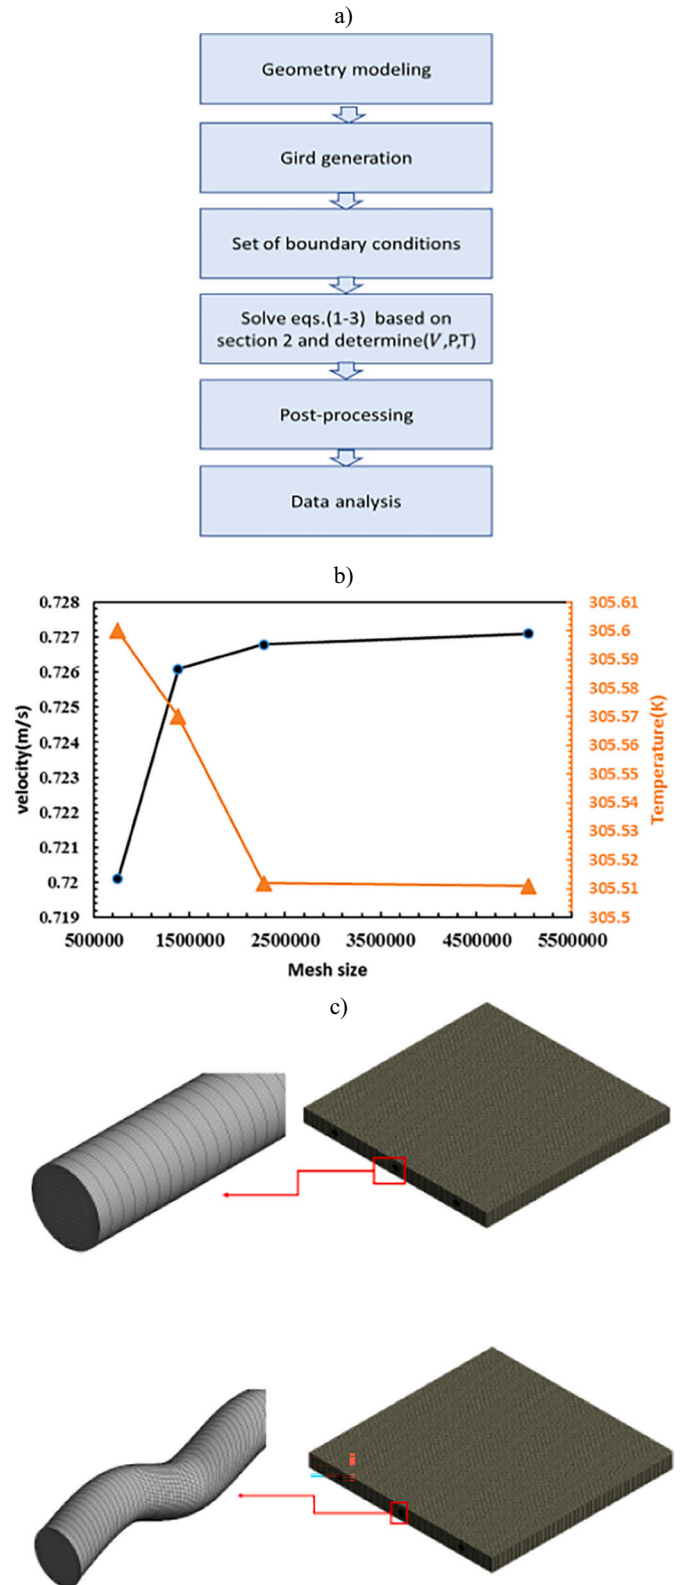 a)
Geometry modeling
Gird generation
Set of boundary conditions
Solve eqs.(1-3) based on
section 2 and determine(V,P,T)
Post-processing
Data analysis
b)
0.728
0.727
0.726
0.725
0.724
0.723
0.722
0.721
0.72
0.719
velocity(m/s)
305.61
305.6
305.59
305.58
305.57
305.56
305.55
305.54
305.53
305.52
305.51
305.5
Temperature(K)
500000 1500000 2500000 3500000 4500000 5500000
Mesh size
c)